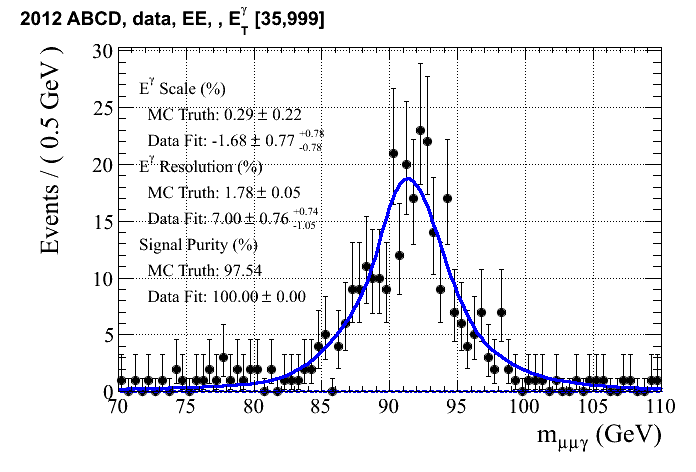 2012 ABCD, data, EE, , E_T^γ [35,999]
Events / ( 0.5 GeV )
30
25
20
15
10
5
0
E^γ Scale (%)
MC Truth: 0.29 ± 0.22
Data Fit: -1.68 ± 0.77 +0.78 -0.78
E^γ Resolution (%)
MC Truth: 1.78 ± 0.05
Data Fit: 7.00 ± 0.76 +0.74 -1.05
Signal Purity (%)
MC Truth: 97.54
Data Fit: 100.00 ± 0.00
70 75 80 85 90 95 100 105 110
m_μμγ (GeV)